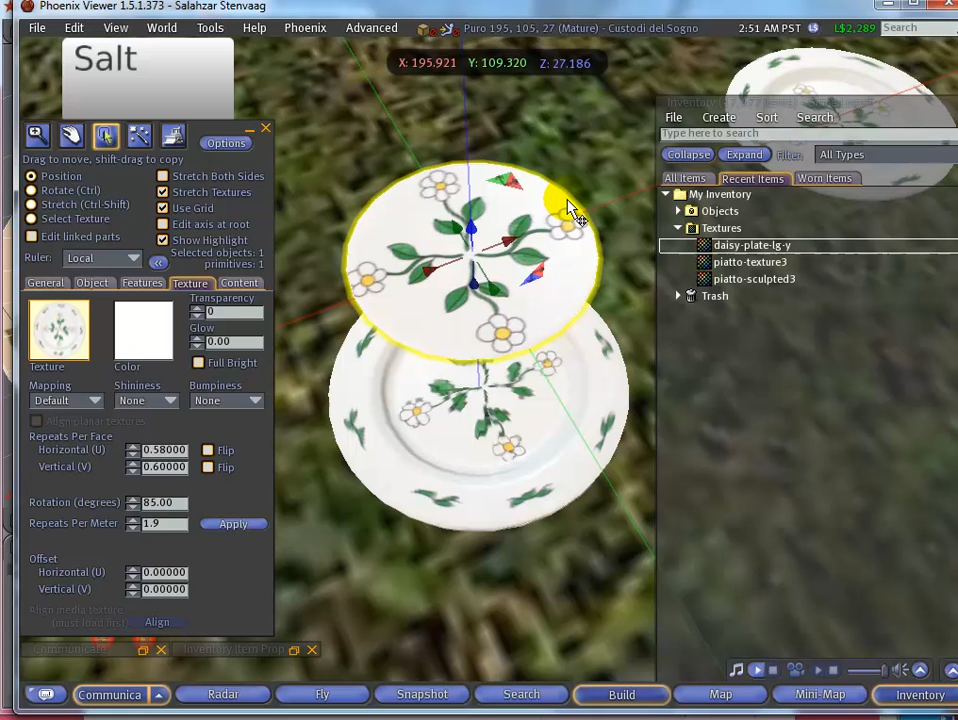 Phoenix Viewer 1.5.1.373 - Salahzar Stenvaag
File Edit View World Tools Help Phoenix Advanced Puro 195, 105, 27 (Mature) - Custodi del Sogno 2:51 AM PST L$2,289 Search
Salt
X: 195.921 Y: 109.320 Z: 27.186
Options
Drag to move, shift-drag to copy
Position
Rotate (Ctrl)
Stretch (Ctrl-Shift)
Select Texture
Edit linked parts
Stretch Both Sides
Stretch Textures
Use Grid
Edit axis at root
Show Highlight
Ruler: Local
Selected objects: 1
primitives: 1
General Object Features Texture Content
Transparency
0
Glow
0.00
Full Bright
Texture Color
Mapping Shininess Bumpiness
Default None None
Align planar textures
Repeats Per Face
Horizontal (U) 0.58000 Flip
Vertical (V) 0.60000 Flip
Rotation (degrees) 85.00
Repeats Per Meter 1.9 Apply
Offset
Horizontal (U) 0.00000
Vertical (V) 0.00000
Align media texture
(must load first) Align
Communicate Inventory Item Prop
File Create Sort Search
Type here to search
Collapse Expand Filter: All Types
All Items Recent Items Worn Items
My Inventory
Objects
Textures
daisy-plate-lg-y
piatto-texture3
piatto-sculpted3
Trash
Communica Radar Fly Snapshot Search Build Map Mini-Map Inventory